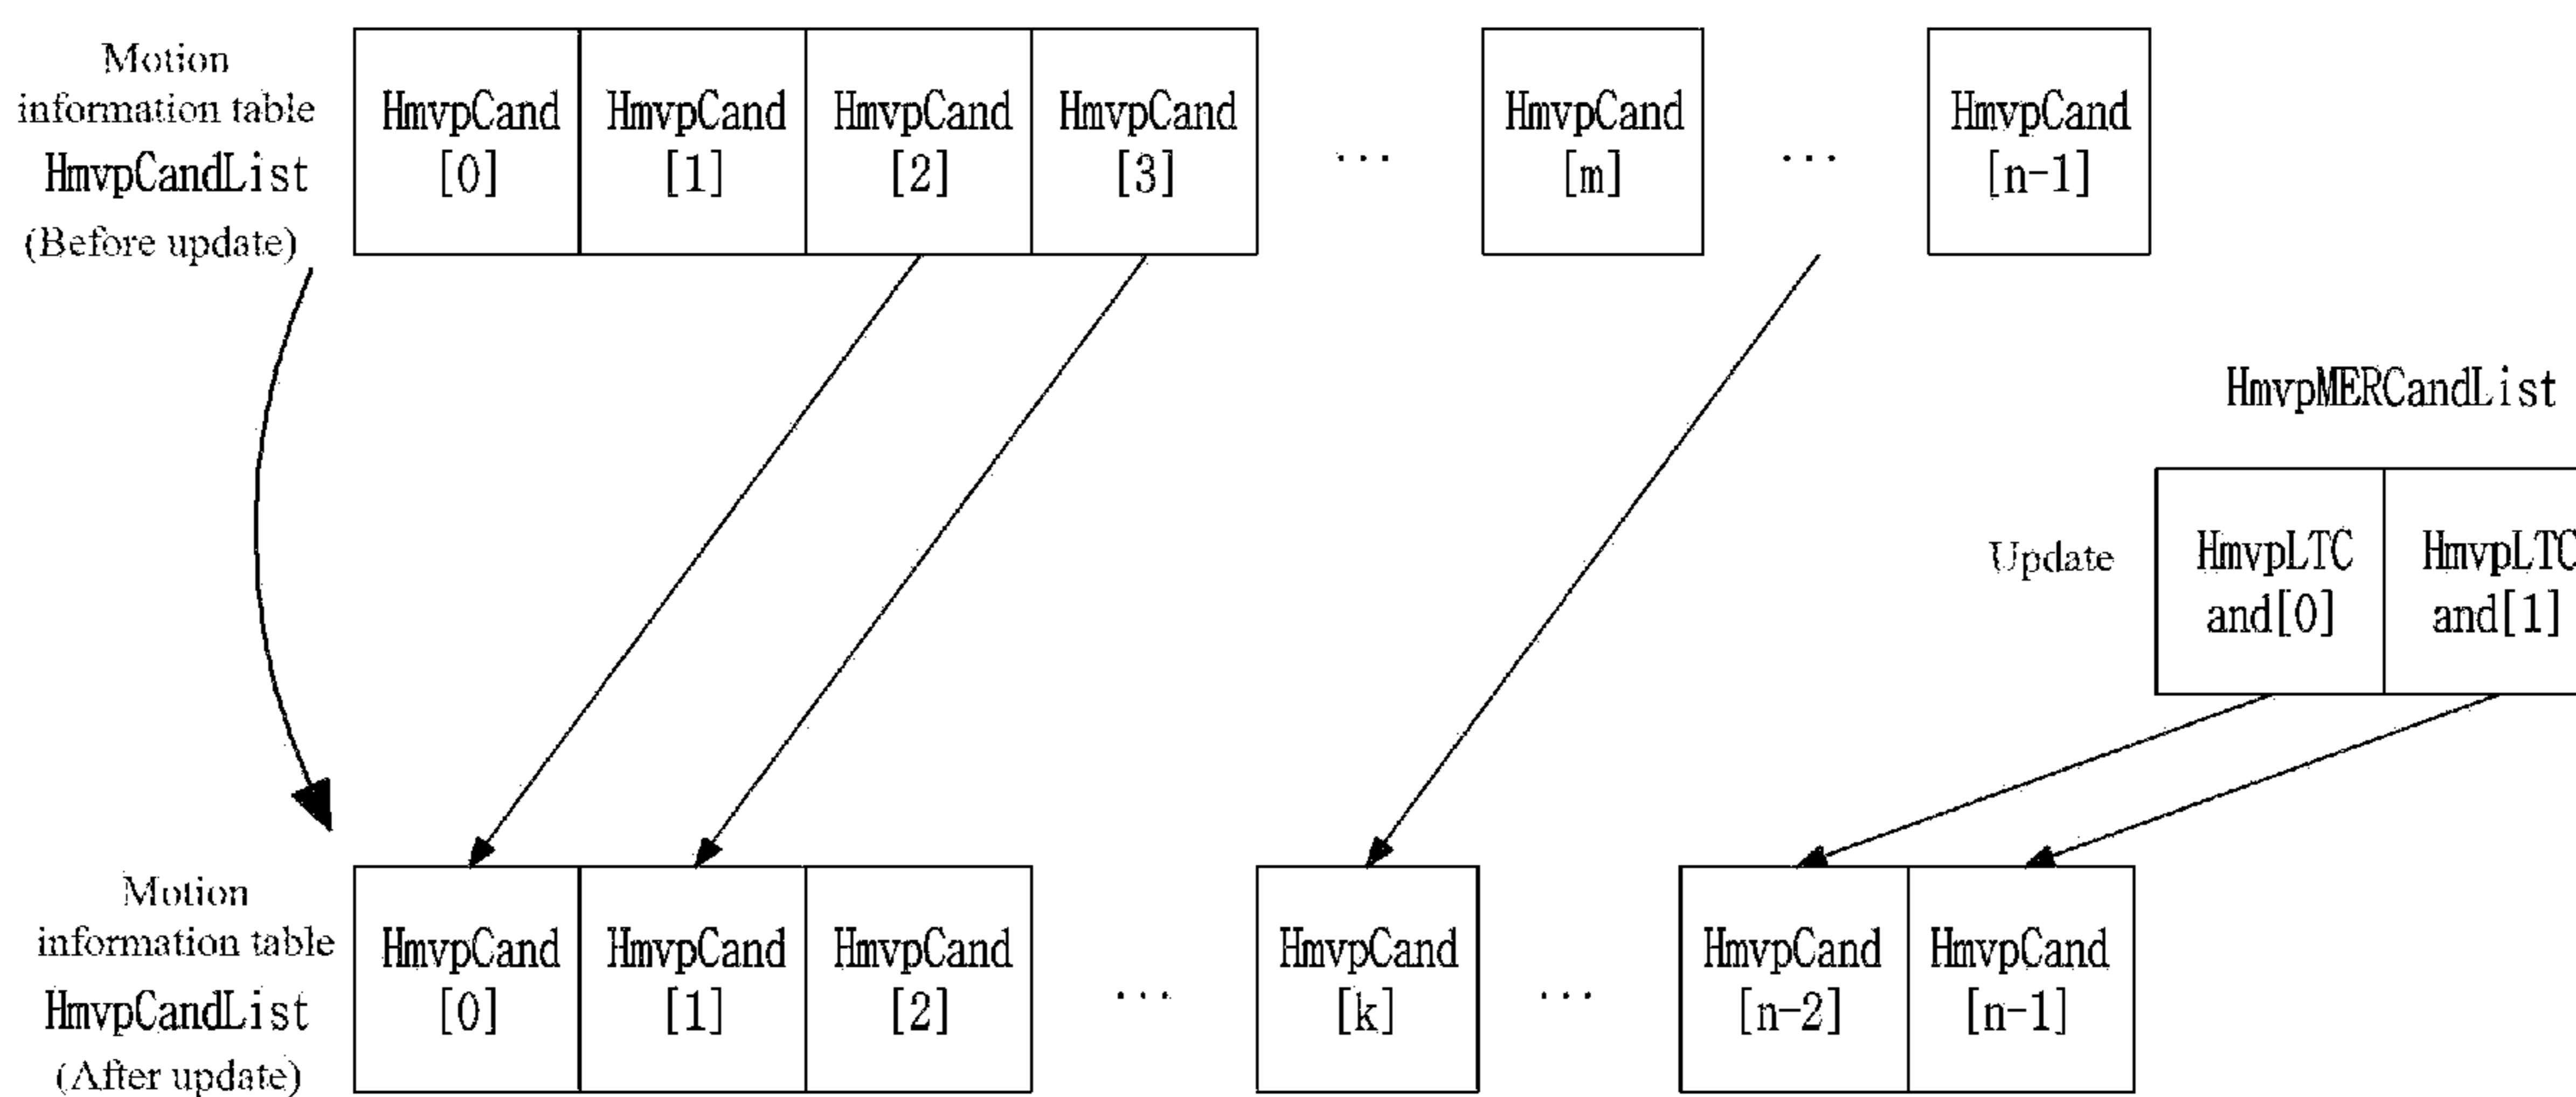 Motion
information table
HmvpCandList
(Before update)
HmvpCand
[0]
HmvpCand
[1]
HmvpCand
[2]
HmvpCand
[3]
...
HmvpCand
[m]
...
HmvpCand
[n-1]
HmvpMERCandList
Update
HmvpLTC
and[0]
HmvpLTC
and[1]
Motion
information table
HmvpCandList
(After update)
HmvpCand
[0]
HmvpCand
[1]
HmvpCand
[2]
...
HmvpCand
[k]
...
HmvpCand
[n-2]
HmvpCand
[n-1]